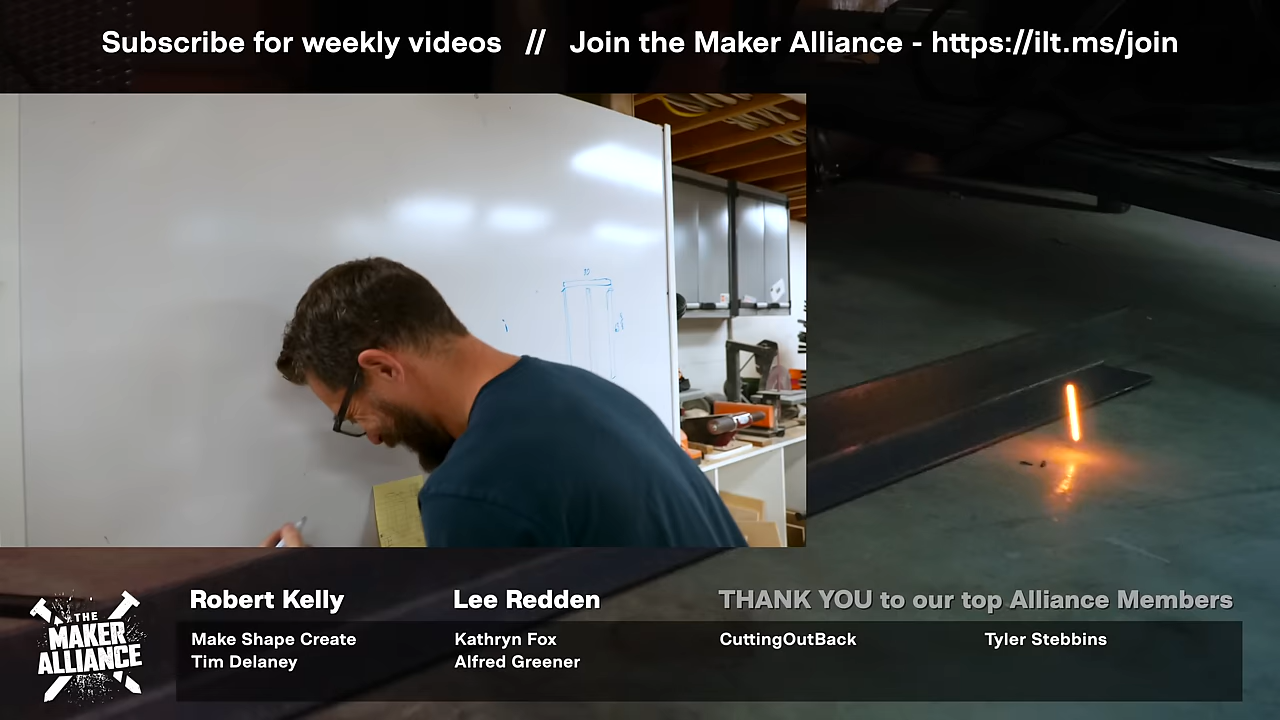 Subscribe for weekly videos // Join the Maker Alliance - https://ilt.ms/join
THE
MAKER
ALLIANCE
Robert Kelly
Lee Redden
THANK YOU to our top Alliance Members
Make Shape Create
Kathryn Fox
CuttingOutBack
Tyler Stebbins
Tim Delaney
Alfred Greener